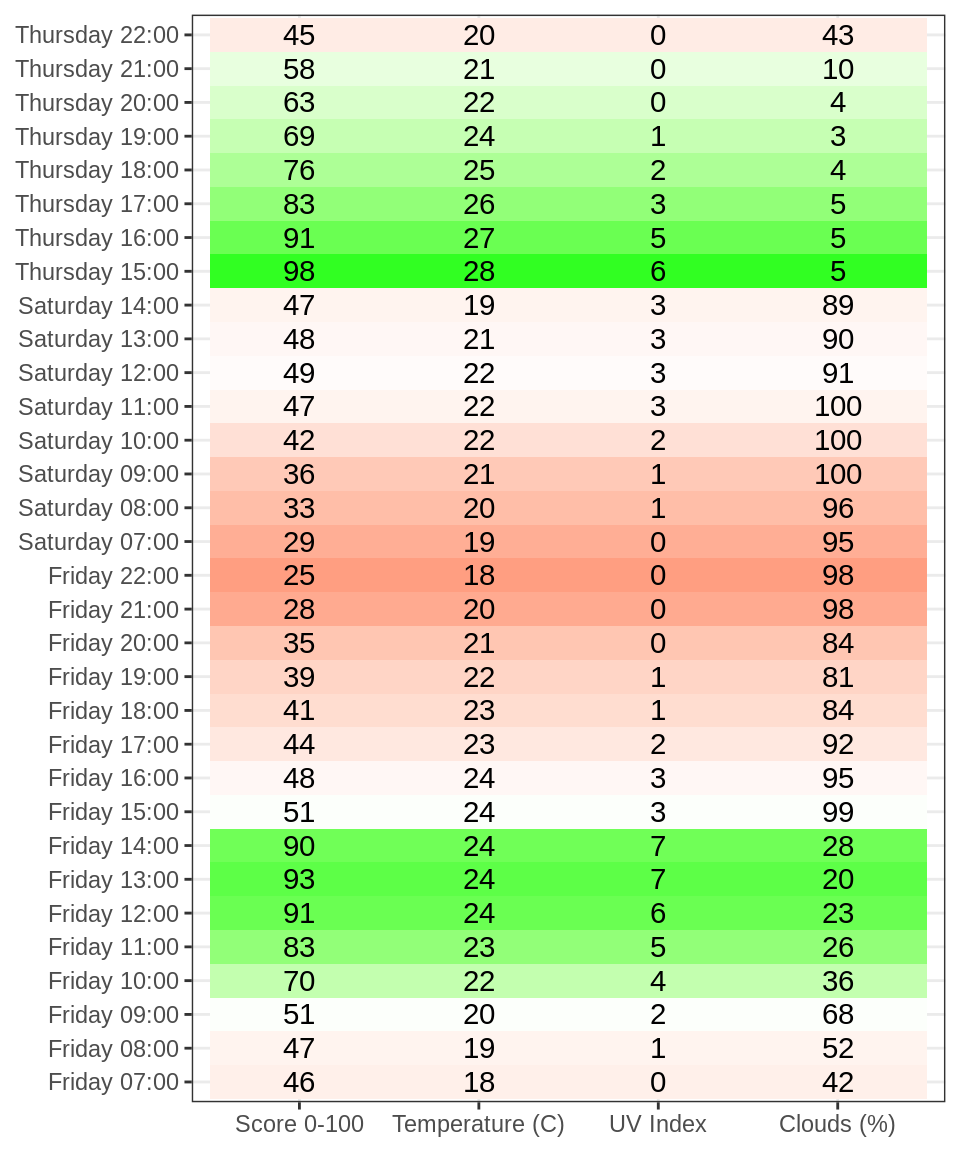 Thursday 22:00 45 20 0 43
Thursday 21:00 58 21 0 10
Thursday 20:00 63 22 0 4
Thursday 19:00 69 24 1 3
Thursday 18:00 76 25 2 4
Thursday 17:00 83 26 3 5
Thursday 16:00 91 27 5 5
Thursday 15:00 98 28 6 5
Saturday 14:00 47 19 3 89
Saturday 13:00 48 21 3 90
Saturday 12:00 49 22 3 91
Saturday 11:00 47 22 3 100
Saturday 10:00 42 22 2 100
Saturday 09:00 36 21 1 100
Saturday 08:00 33 20 1 96
Saturday 07:00 29 19 0 95
Friday 22:00 25 18 0 98
Friday 21:00 28 20 0 98
Friday 20:00 35 21 0 84
Friday 19:00 39 22 1 81
Friday 18:00 41 23 1 84
Friday 17:00 44 23 2 92
Friday 16:00 48 24 3 95
Friday 15:00 51 24 3 99
Friday 14:00 90 24 7 28
Friday 13:00 93 24 7 20
Friday 12:00 91 24 6 23
Friday 11:00 83 23 5 26
Friday 10:00 70 22 4 36
Friday 09:00 51 20 2 68
Friday 08:00 47 19 1 52
Friday 07:00 46 18 0 42
Score 0-100 Temperature (C) UV Index Clouds (%)